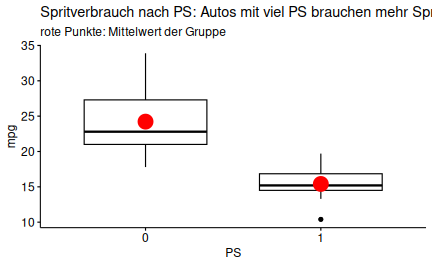 Spritverbrauch nach PS: Autos mit viel PS brauchen mehr Spr
rote Punkte: Mittelwert der Gruppe
35
30
25
20
15
10
mpg
0 1
PS